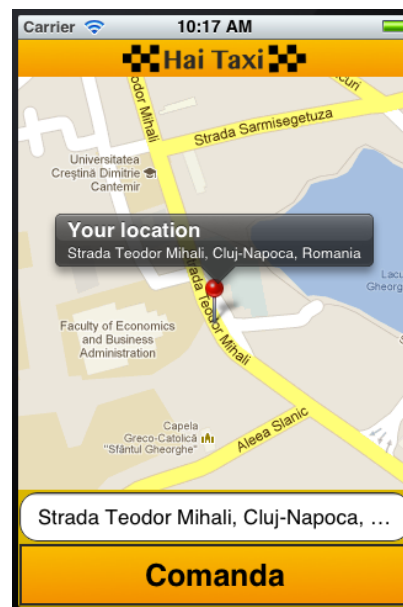 Carrier 10:17 AM
Hai Taxi
Teodor Mihali
Strada Sarmisegetuza
Universitatea
Creştină Dimitrie
Cantemir
Lacu
Gheorg
Your location
Strada Teodor Mihali, Cluj-Napoca, Romania
Strada Teodor Mihali
Faculty of Economics
and Business
Administration
Capela
Greco-Catolică
"Sfântul Gheorghe"
Aleea Slanic
Strada Teodor Mihali, Cluj-Napoca, …
Comanda